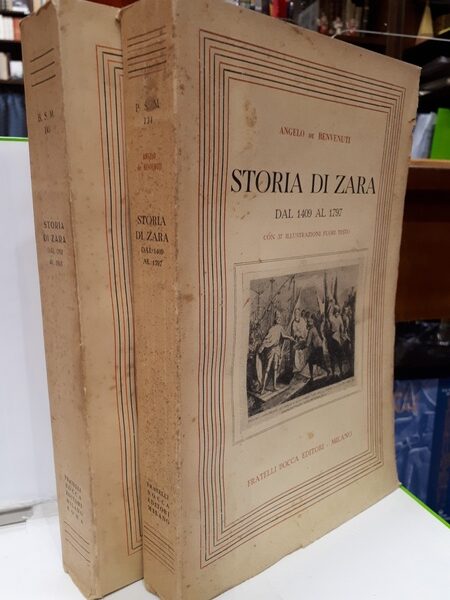 ANGELO DE BENVENUTI
STORIA DI ZARA
DAL 1409 AL 1797
CON 37 ILLUSTRAZIONI FUORI TESTO
FRATELLI BOCCA EDITORI - MILANO
ANGELO
DE BENVENUTI
STORIA
DI ZARA
DAL 1409
AL 1797
FRATELLI
BOCCA
EDITORI
MILANO
B. S. M.
STORIA
DI ZARA